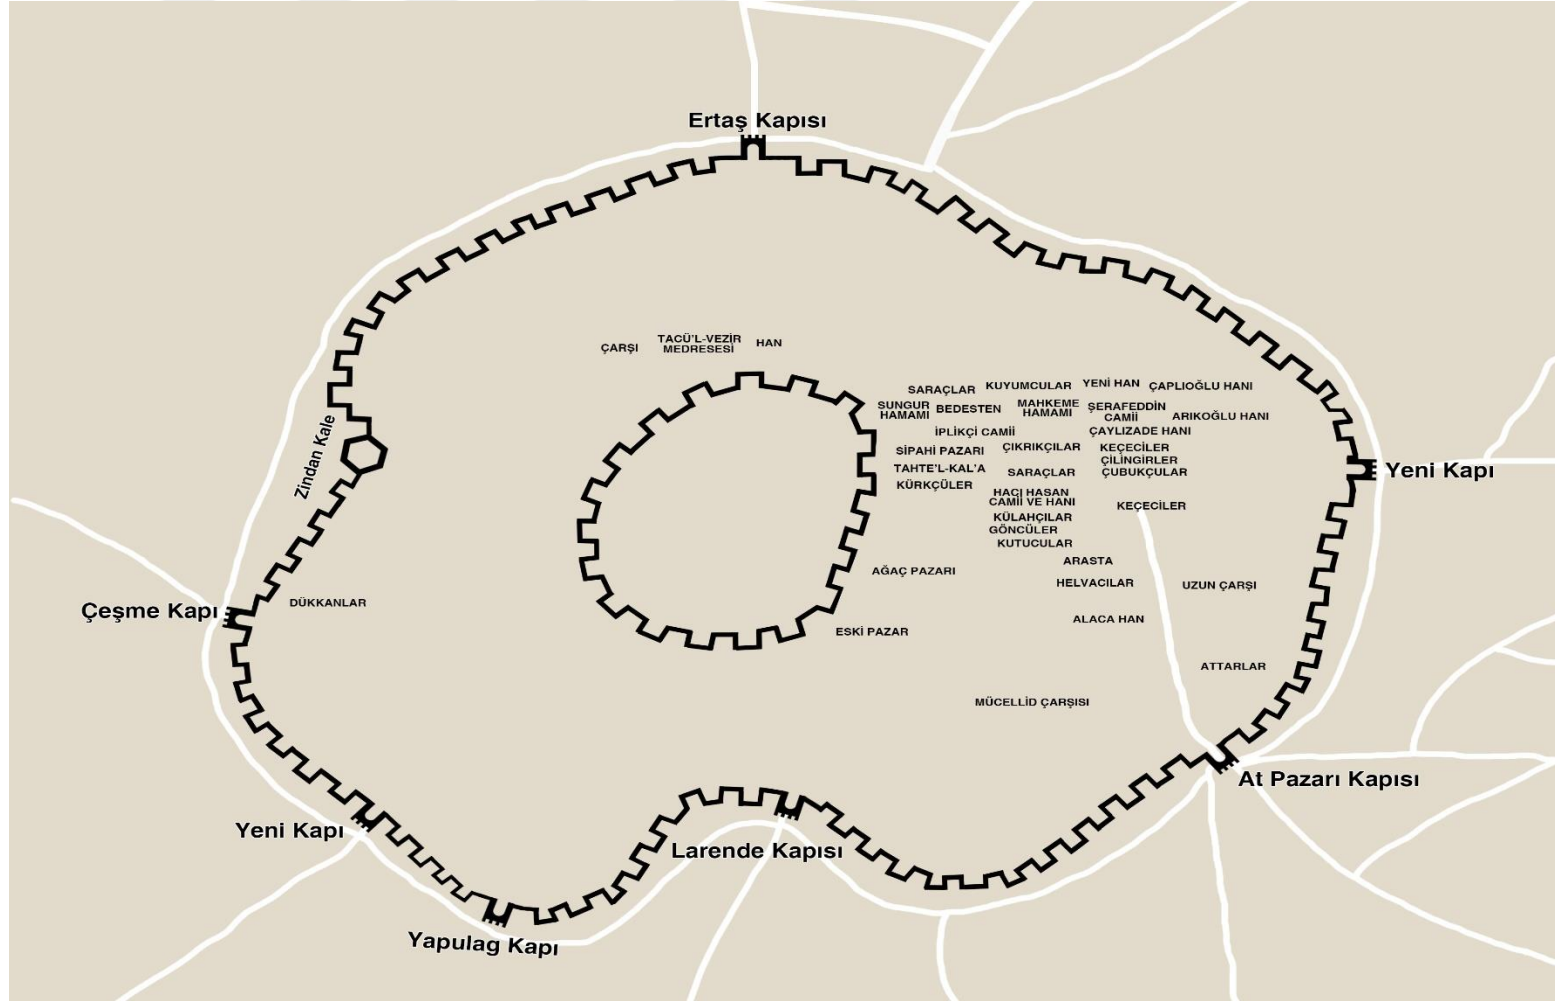 Ertaş Kapısı
ÇARŞI
TACÜ'L-VEZİR
MEDRESESİ
HAN
SARAÇLAR
KUYUMCULAR
YENİ HAN
ÇAPLIOĞLU HANI
SUNGUR
HAMAMI
BEDESTEN
MAHKEME
HAMAMI
ŞERAFEDDİN
CAMİİ
ARIKOĞLU HANI
İPLİKÇİ CAMİİ
ÇAYLIZADE HANI
SİPAHİ PAZARI
ÇIKRIKÇILAR
KEÇECİLER
ÇİLİNGİRLER
ÇUBUKÇULAR
TAHTE'L-KAL'A
SARAÇLAR
KÜRKÇÜLER
HACI HASAN
CAMİİ VE HANI
KEÇECİLER
KÜLAHÇILAR
GÖNCÜLER
KUTUCULAR
Zindan Kale
Yeni Kapı
AĞAÇ PAZARI
ARASTA
HELVACILAR
UZUN ÇARŞI
Çeşme Kapı
DÜKKANLAR
ALACA HAN
ESKİ PAZAR
ATTARLAR
MÜCELLİD ÇARŞISI
At Pazarı Kapısı
Yeni Kapı
Larende Kapısı
Yapulag Kapı